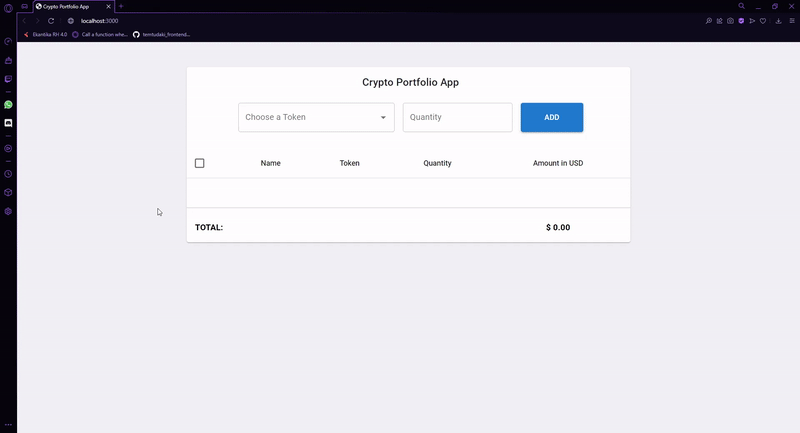 Crypto Portfolio App
localhost:3000
Ekantika RH 4.0
Call a function whe...
Crypto Portfolio App
Choose a Token
Quantity
ADD
Name Token Quantity Amount in USD
TOTAL: $ 0.00